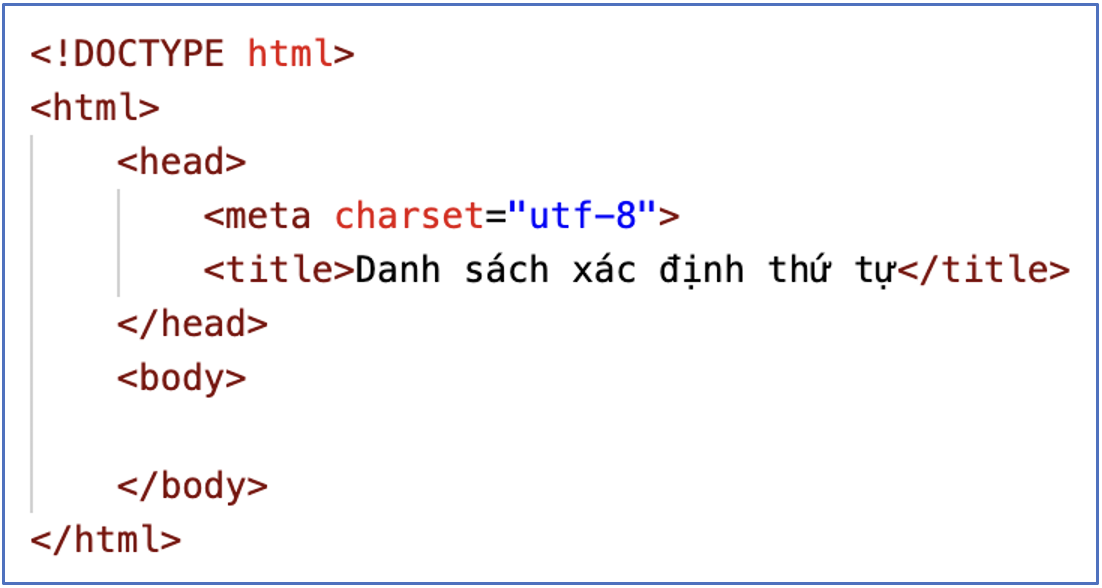 <!DOCTYPE html>
<html>
<head>
<meta charset="utf-8">
<title>Danh sách xác định thứ tự</title>
</head>
<body>
</body>
</html>